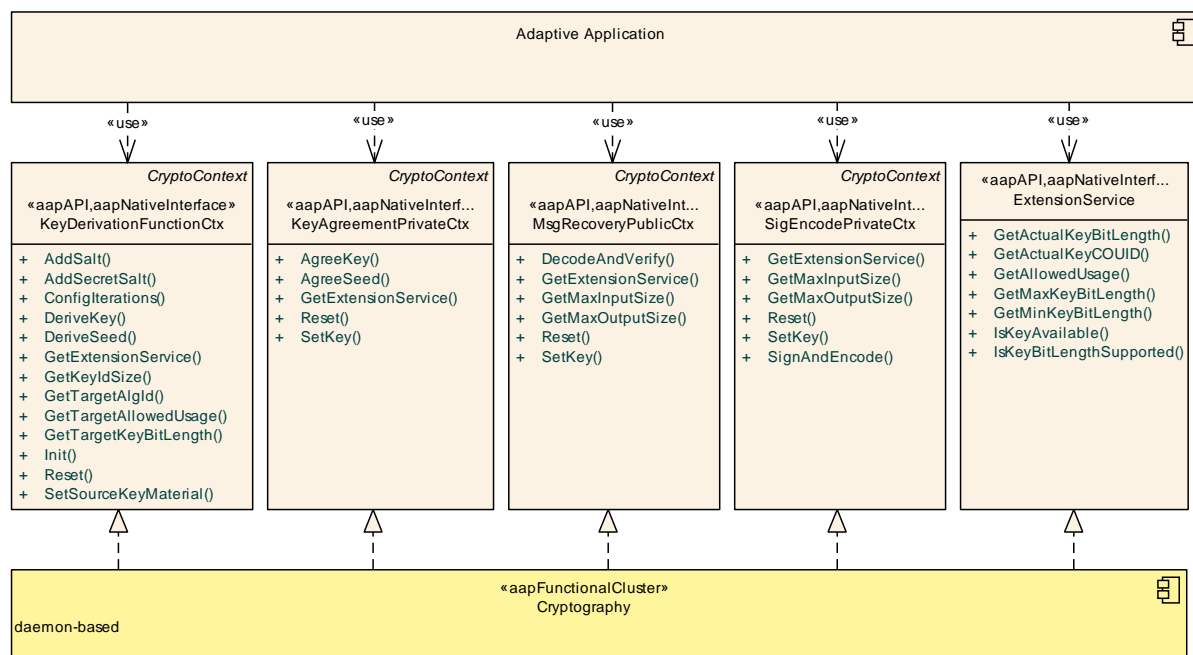 Adaptive Application
«use»
«use»
«use»
«use»
«use»
CryptoContext
«aapAPI,aapNativeInterface»
KeyDerivationFunctionCtx
+ AddSalt()
+ AddSecretSalt()
+ ConfigIterations()
+ DeriveKey()
+ DeriveSeed()
+ GetExtensionService()
+ GetKeyIdSize()
+ GetTargetAlgId()
+ GetTargetAllowedUsage()
+ GetTargetKeyBitLength()
+ Init()
+ Reset()
+ SetSourceKeyMaterial()
CryptoContext
«aapAPI,aapNativeInterf...
KeyAgreementPrivateCtx
+ AgreeKey()
+ AgreeSeed()
+ GetExtensionService()
+ Reset()
+ SetKey()
CryptoContext
«aapAPI,aapNativeInt...
MsgRecoveryPublicCtx
+ DecodeAndVerify()
+ GetExtensionService()
+ GetMaxInputSize()
+ GetMaxOutputSize()
+ Reset()
+ SetKey()
CryptoContext
«aapAPI,aapNativeInt...
SigEncodePrivateCtx
+ GetExtensionService()
+ GetMaxInputSize()
+ GetMaxOutputSize()
+ Reset()
+ SetKey()
+ SignAndEncode()
«aapAPI,aapNativeInterf...
ExtensionService
+ GetActualKeyBitLength()
+ GetActualKeyCOUID()
+ GetAllowedUsage()
+ GetMaxKeyBitLength()
+ GetMinKeyBitLength()
+ IsKeyAvailable()
+ IsKeyBitLengthSupported()
«aapFunctionalCluster»
Cryptography
daemon-based